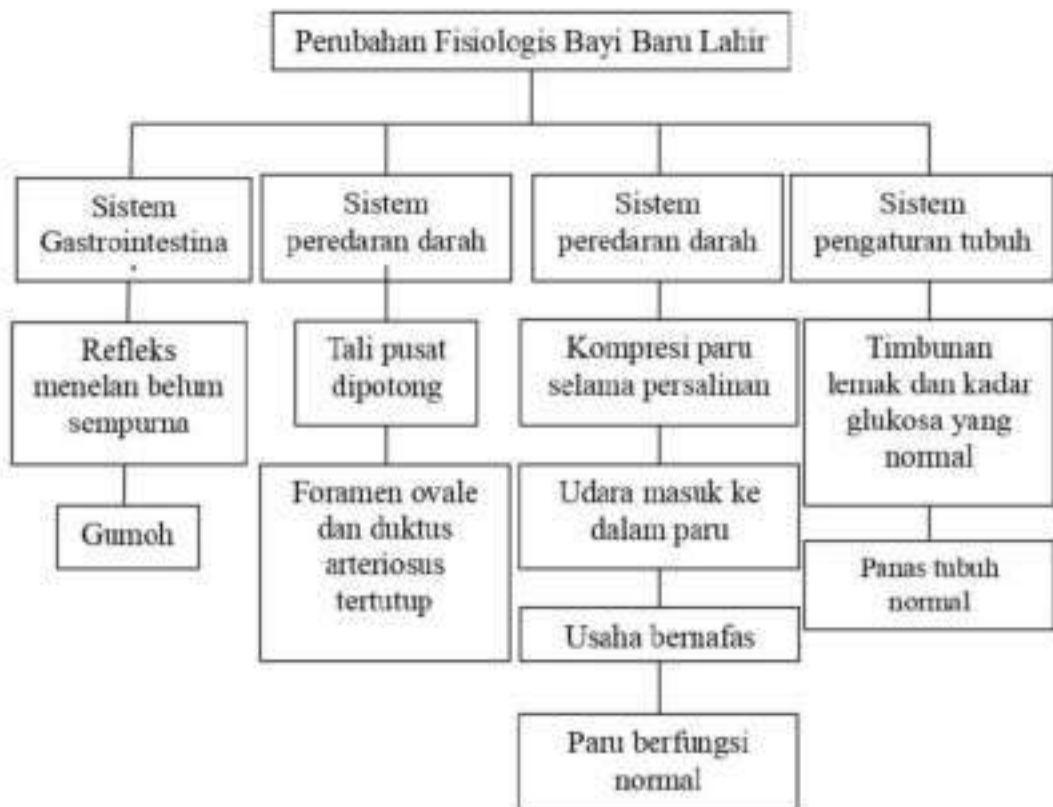 Perubahan Fisiologis Bayi Baru Lahir
Sistem
Gastrointestina
.
Refleks
menelan belum
sempurna
Gumoh
Sistem
peredaran darah
Tali pusat
dipotong
Foramen ovale
dan duktus
arteriosus
tertutup
Sistem
peredaran darah
Kompresi paru
selama persalinan
Udara masuk ke
dalam paru
Usaha bernafas
Paru berfungsi
normal
Sistem
pengaturan tubuh
Timbunan
lemak dan kadar
glukosa yang
normal
Panas tubuh
normal